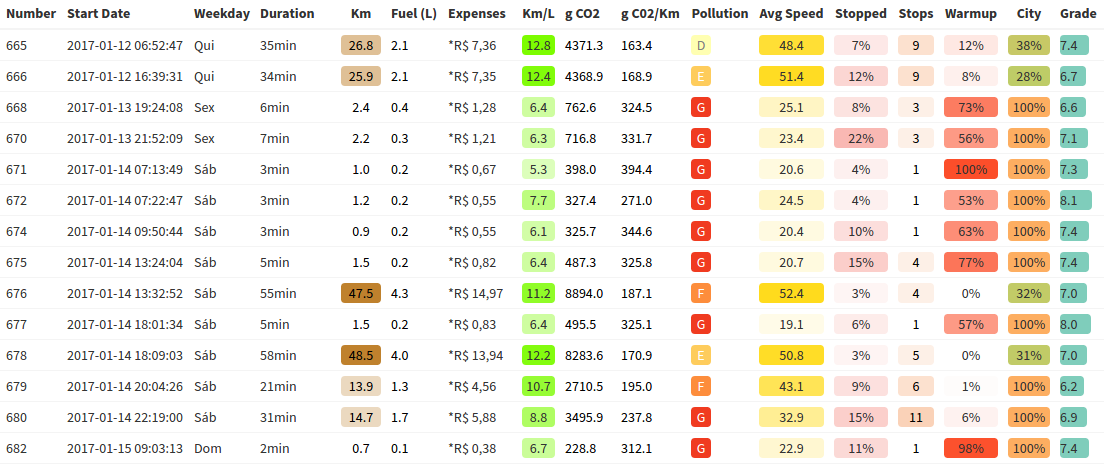 Number Start Date Weekday Duration Km Fuel (L) Expenses Km/L g CO2 g C02/Km Pollution Avg Speed Stopped Stops Warmup City Grade
665 2017-01-12 06:52:47 Qui 35min 26.8 2.1 *R$ 7,36 12.8 4371.3 163.4 D 48.4 7% 9 12% 38% 7.4
666 2017-01-12 16:39:31 Qui 34min 25.9 2.1 *R$ 7,35 12.4 4368.9 168.9 E 51.4 12% 9 8% 28% 6.7
668 2017-01-13 19:24:08 Sex 6min 2.4 0.4 *R$ 1,28 6.4 762.6 324.5 G 25.1 8% 3 73% 100% 6.6
670 2017-01-13 21:52:09 Sex 7min 2.2 0.3 *R$ 1,21 6.3 716.8 331.7 G 23.4 22% 3 56% 100% 7.1
671 2017-01-14 07:13:49 Sáb 3min 1.0 0.2 *R$ 0,67 5.3 398.0 394.4 G 20.6 4% 1 100% 100% 7.3
672 2017-01-14 07:22:47 Sáb 3min 1.2 0.2 *R$ 0,55 7.7 327.4 271.0 G 24.5 4% 1 53% 100% 8.1
674 2017-01-14 09:50:44 Sáb 3min 0.9 0.2 *R$ 0,55 6.1 325.7 344.6 G 20.4 10% 1 63% 100% 7.4
675 2017-01-14 13:24:04 Sáb 5min 1.5 0.2 *R$ 0,82 6.4 487.3 325.8 G 20.7 15% 4 77% 100% 7.4
676 2017-01-14 13:32:52 Sáb 55min 47.5 4.3 *R$ 14,97 11.2 8894.0 187.1 F 52.4 3% 4 0% 32% 7.0
677 2017-01-14 18:01:34 Sáb 5min 1.5 0.2 *R$ 0,83 6.4 495.5 325.1 G 19.1 6% 1 57% 100% 8.0
678 2017-01-14 18:09:03 Sáb 58min 48.5 4.0 *R$ 13,94 12.2 8283.6 170.9 E 50.8 3% 5 0% 31% 7.0
679 2017-01-14 20:04:26 Sáb 21min 13.9 1.3 *R$ 4,56 10.7 2710.5 195.0 F 43.1 9% 6 1% 100% 6.2
680 2017-01-14 22:19:00 Sáb 31min 14.7 1.7 *R$ 5,88 8.8 3495.9 237.8 G 32.9 15% 11 6% 100% 6.9
682 2017-01-15 09:03:13 Dom 2min 0.7 0.1 *R$ 0,38 6.7 228.8 312.1 G 22.9 11% 1 98% 100% 7.4